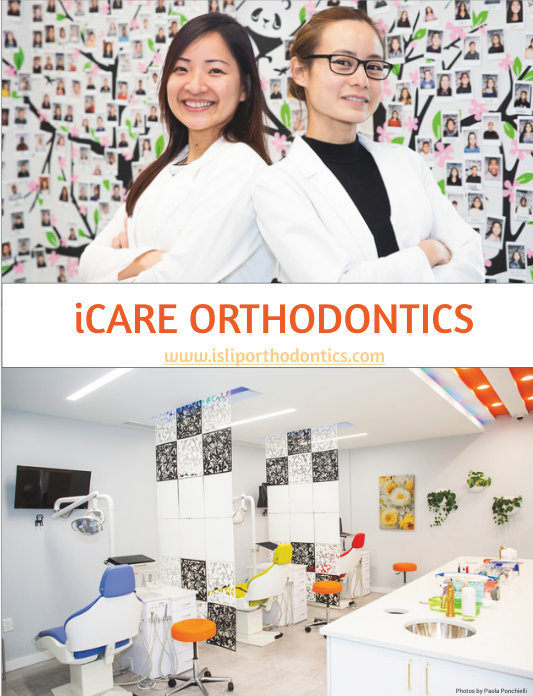 iCARE ORTHODONTICS
www.isliporthodontics.com
Photos by Paola Ponchielli